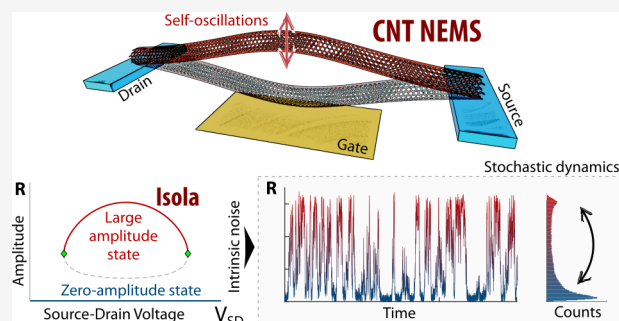 Self-oscillations
CNT NEMS
Drain
Source
Gate
Stochastic dynamics
R
Isola
Large
amplitude
state
Amplitude
Zero-amplitude state
Source-Drain Voltage
V_SD
Intrinsic noise
R
Time
Counts